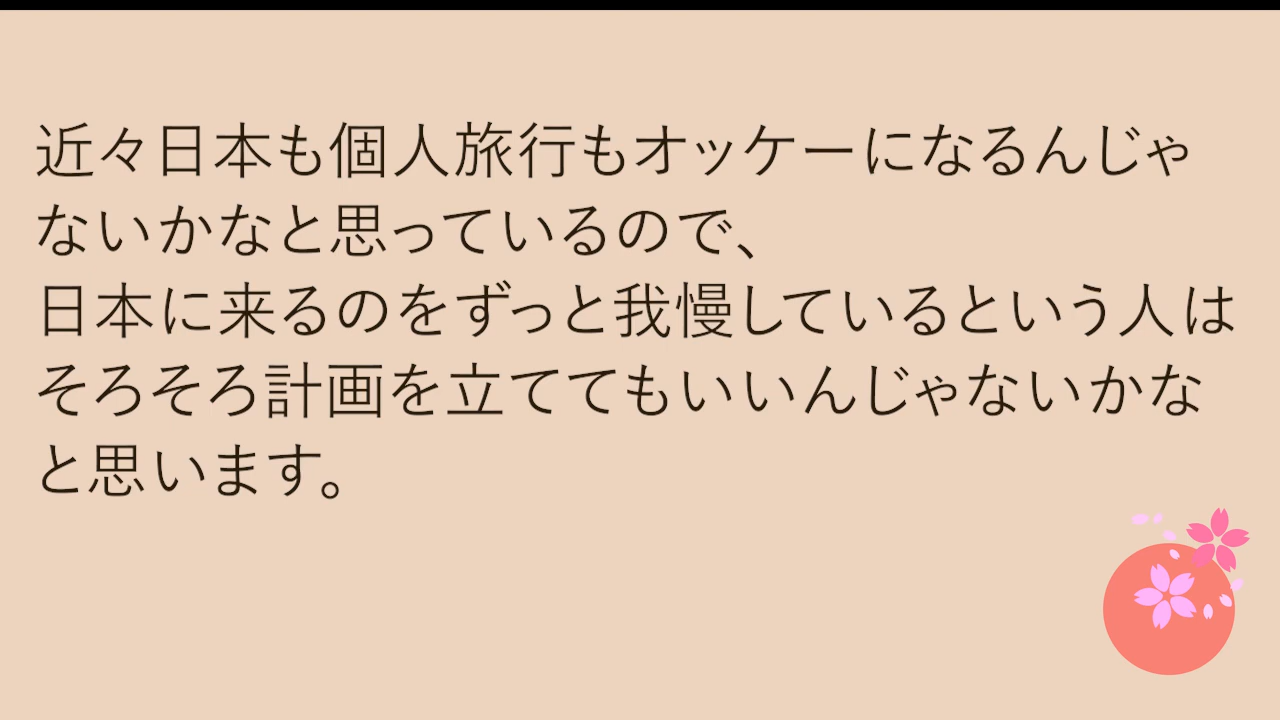 近々日本も個人旅行もオッケーになるんじゃ
ないかなと思っているので、
日本に来るのをずっと我慢しているという人は
そろそろ計画を立ててもいいんじゃないかな
と思います。